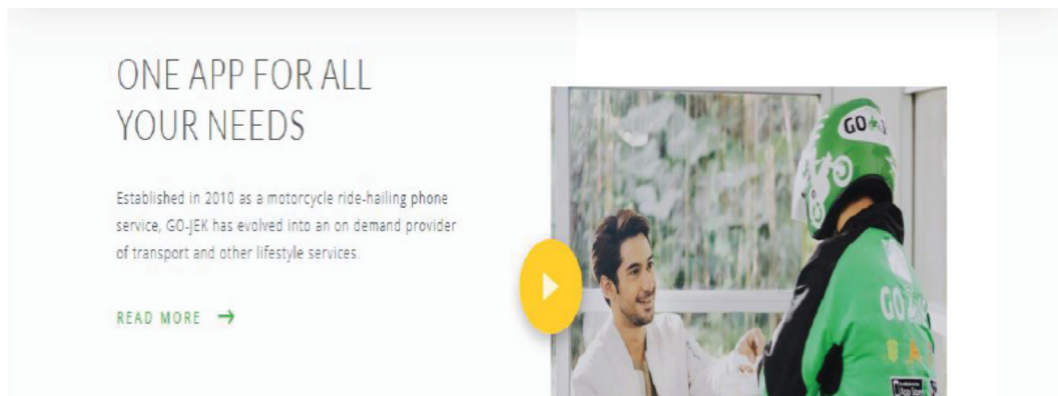 ONE APP FOR ALL
YOUR NEEDS
Established in 2010 as a motorcycle ride-hailing phone
service, GO-JEK has evolved into an on demand provider
of transport and other lifestyle services.
READ MORE →
GO
GO